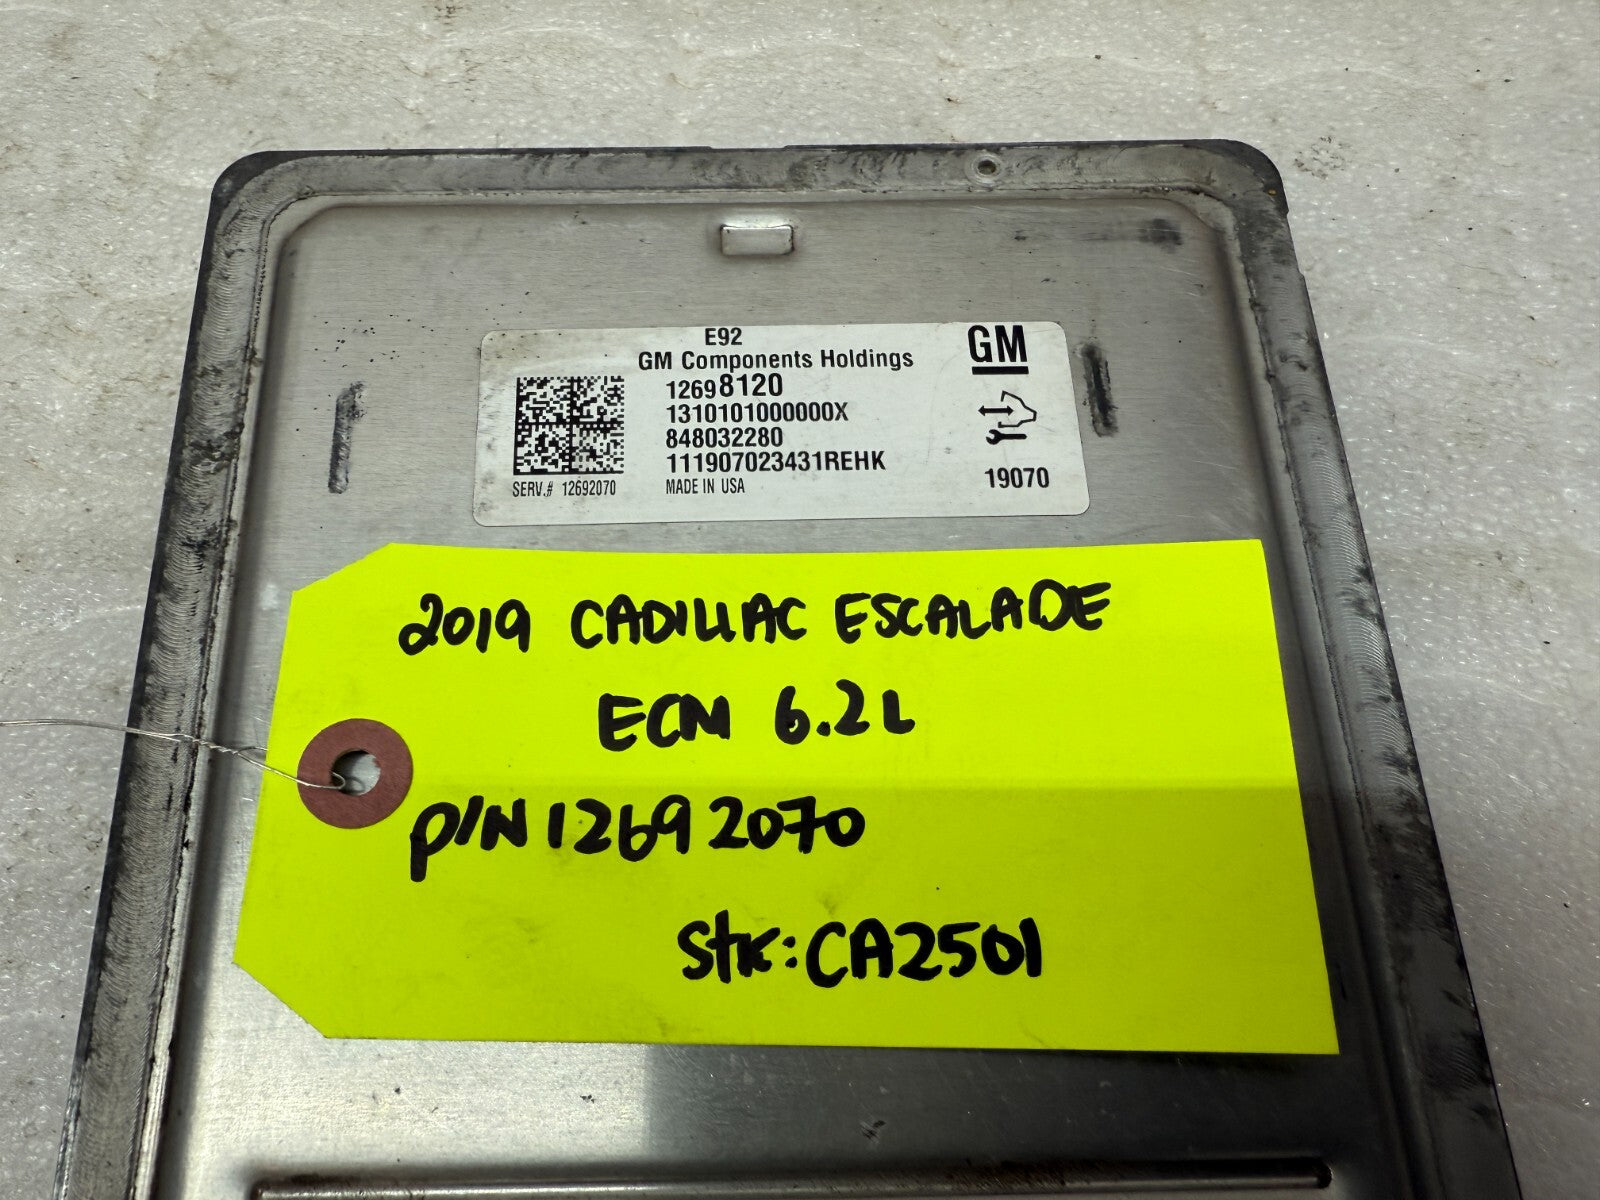 E92
GM Components Holdings
GM
12698120
1310101000000X
848032280
111907023431REHK
SERV.# 12692070
MADE IN USA
19070
2019 CADILLAC ESCALADE
ECM 6.2L
P/N 12692070
Stk: CA2501